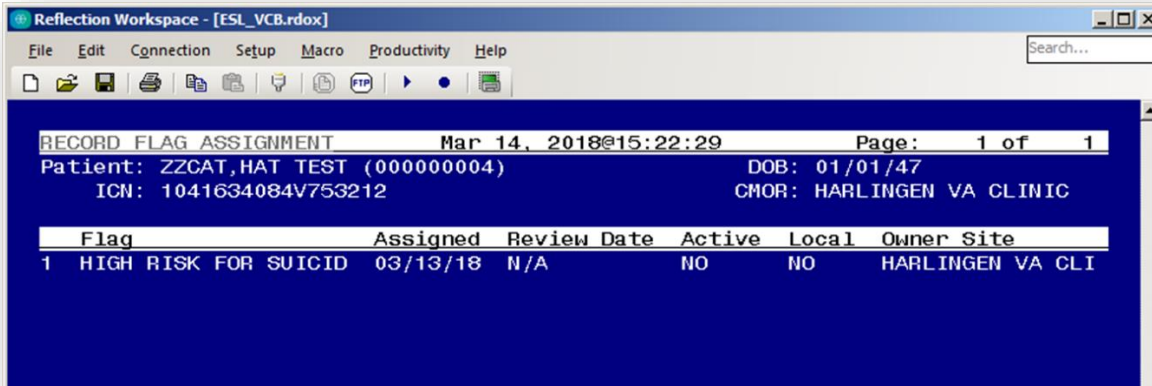 Reflection Workspace - [ESL_VCB.rdox]
File Edit Connection Setup Macro Productivity Help Search...
FTP
RECORD FLAG ASSIGNMENT Mar 14, 2018@15:22:29 Page: 1 of 1
Patient: ZZCAT,HAT TEST (000000004) DOB: 01/01/47
ICN: 1041634084V753212 CMOR: HARLINGEN VA CLINIC
Flag Assigned Review Date Active Local Owner Site
1 HIGH RISK FOR SUICID 03/13/18 N/A NO NO HARLINGEN VA CLI